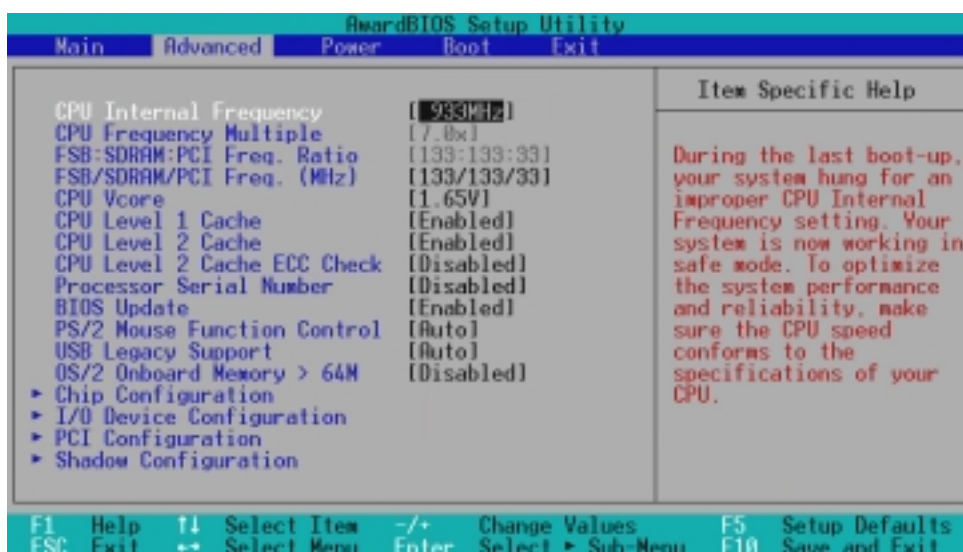 AwardBIOS Setup Utility
Main Advanced Power Boot Exit
CPU Internal Frequency [ 933MHz]
CPU Frequency Multiple [7.0x]
FSB:SDRAM:PCI Freq. Ratio [133:133:33]
FSB/SDRAM/PCI Freq. (MHz) [133/133/33]
CPU Vcore [1.65V]
CPU Level 1 Cache [Enabled]
CPU Level 2 Cache [Enabled]
CPU Level 2 Cache ECC Check [Disabled]
Processor Serial Number [Disabled]
BIOS Update [Enabled]
PS/2 Mouse Function Control [Auto]
USB Legacy Support [Auto]
OS/2 Onboard Memory > 64M [Disabled]
► Chip Configuration
► I/O Device Configuration
► PCI Configuration
► Shadow Configuration
Item Specific Help
During the last boot-up,
your system hung for an
improper CPU Internal
Frequency setting. Your
system is now working in
safe mode. To optimize
the system performance
and reliability, make
sure the CPU speed
conforms to the
specifications of your
CPU.
F1 Help ↑↓ Select Item -/+ Change Values F5 Setup Defaults
ESC Exit ↔ Select Menu Enter Select ► Sub-Menu F10 Save and Exit